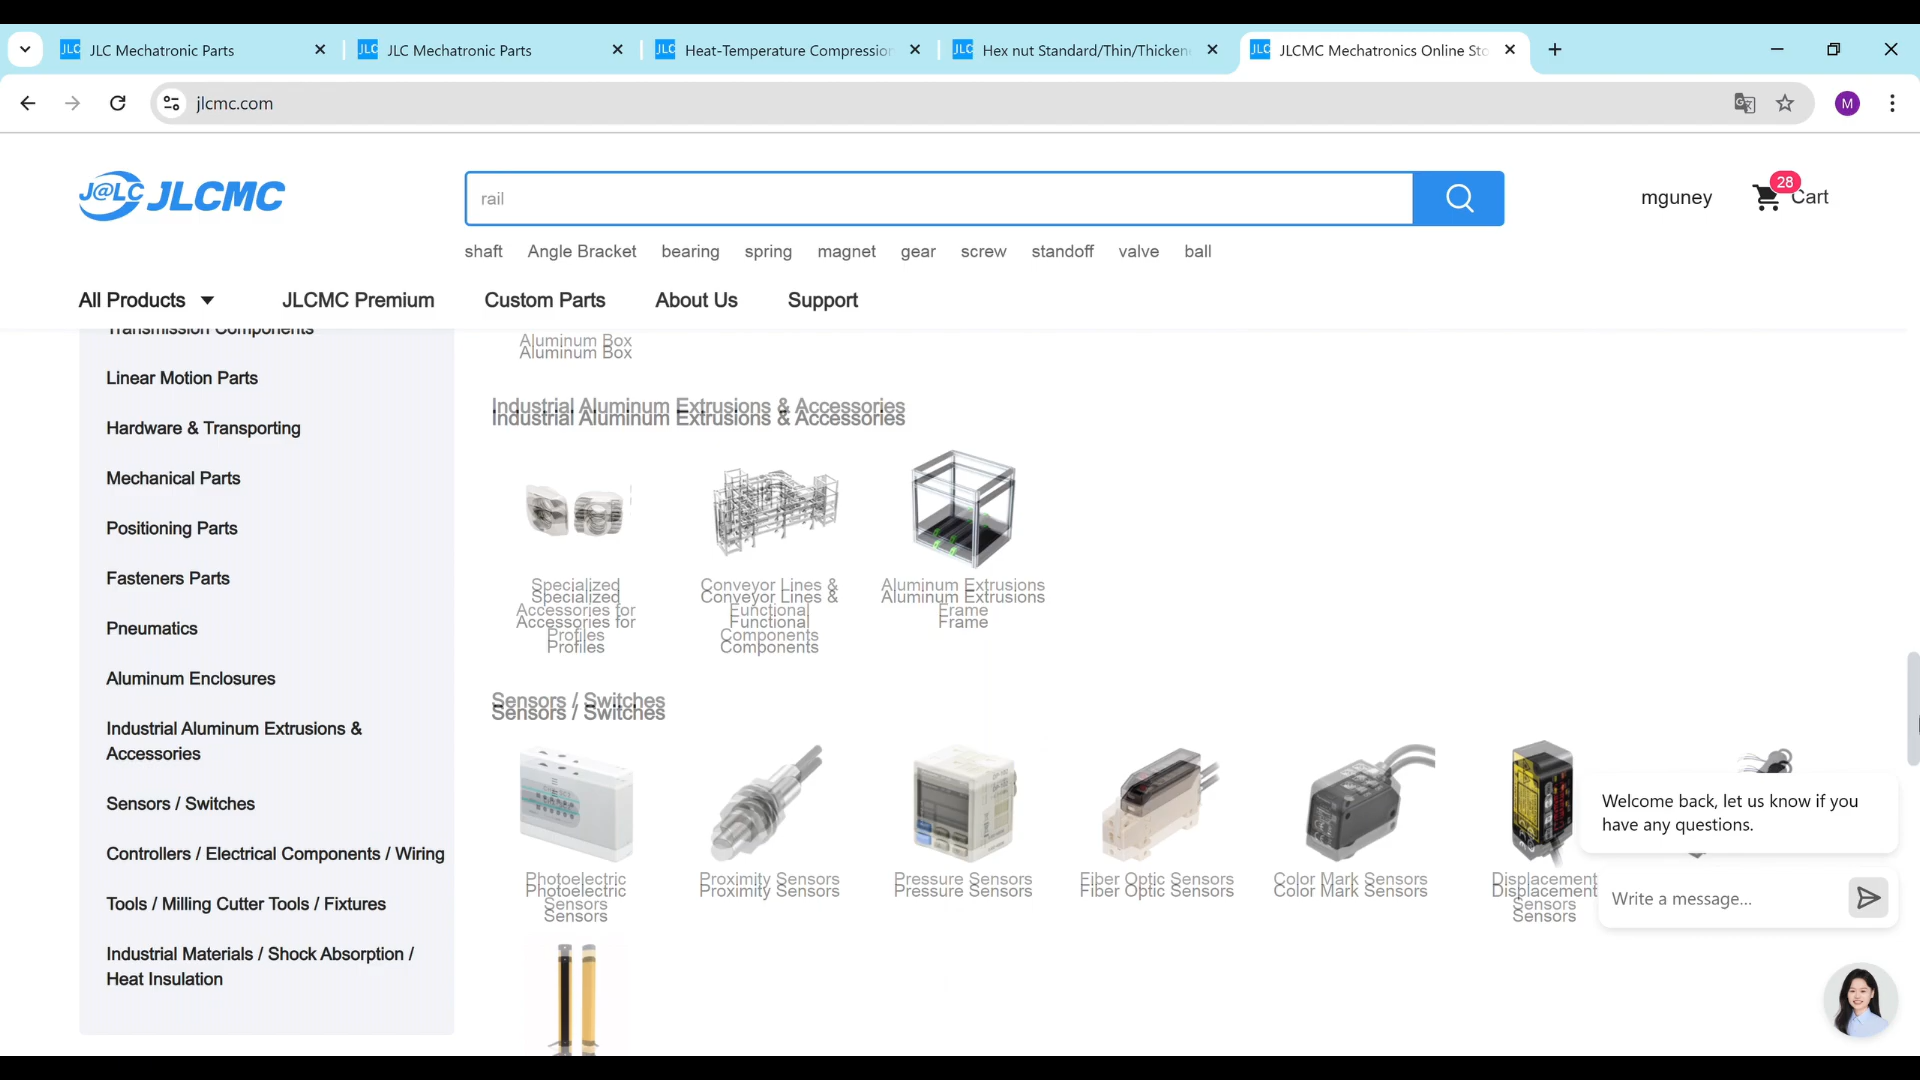 JLC Mechatronic Parts
JLC Mechatronic Parts
Heat-Temperature Compression
Hex nut Standard/Thin/Thickene
JLCMC Mechatronics Online Sto
jlcmc.com
M
J@LC JLCMC
rail
mguney
28
Cart
shaft Angle Bracket bearing spring magnet gear screw standoff valve ball
All Products JLCMC Premium Custom Parts About Us Support
Transmission Components
Linear Motion Parts
Hardware & Transporting
Mechanical Parts
Positioning Parts
Fasteners Parts
Pneumatics
Aluminum Enclosures
Industrial Aluminum Extrusions &
Accessories
Sensors / Switches
Controllers / Electrical Components / Wiring
Tools / Milling Cutter Tools / Fixtures
Industrial Materials / Shock Absorption /
Heat Insulation
Aluminum Box
Industrial Aluminum Extrusions & Accessories
Specialized
Accessories for
Profiles
Conveyor Lines &
Functional
Components
Aluminum Extrusions
Frame
Sensors / Switches
Photoelectric
Sensors
Proximity Sensors
Pressure Sensors
Fiber Optic Sensors
Color Mark Sensors
Displacement
Sensors
Welcome back, let us know if you
have any questions.
Write a message...